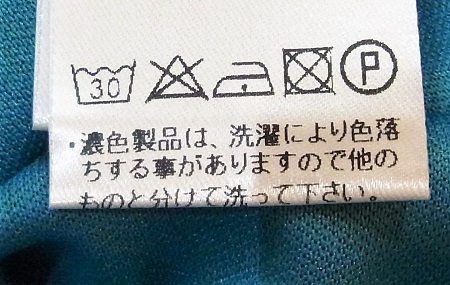 30 P
・濃色製品は、洗濯により色落
ちする事がありますので他の
ものと分けて洗って下さい。